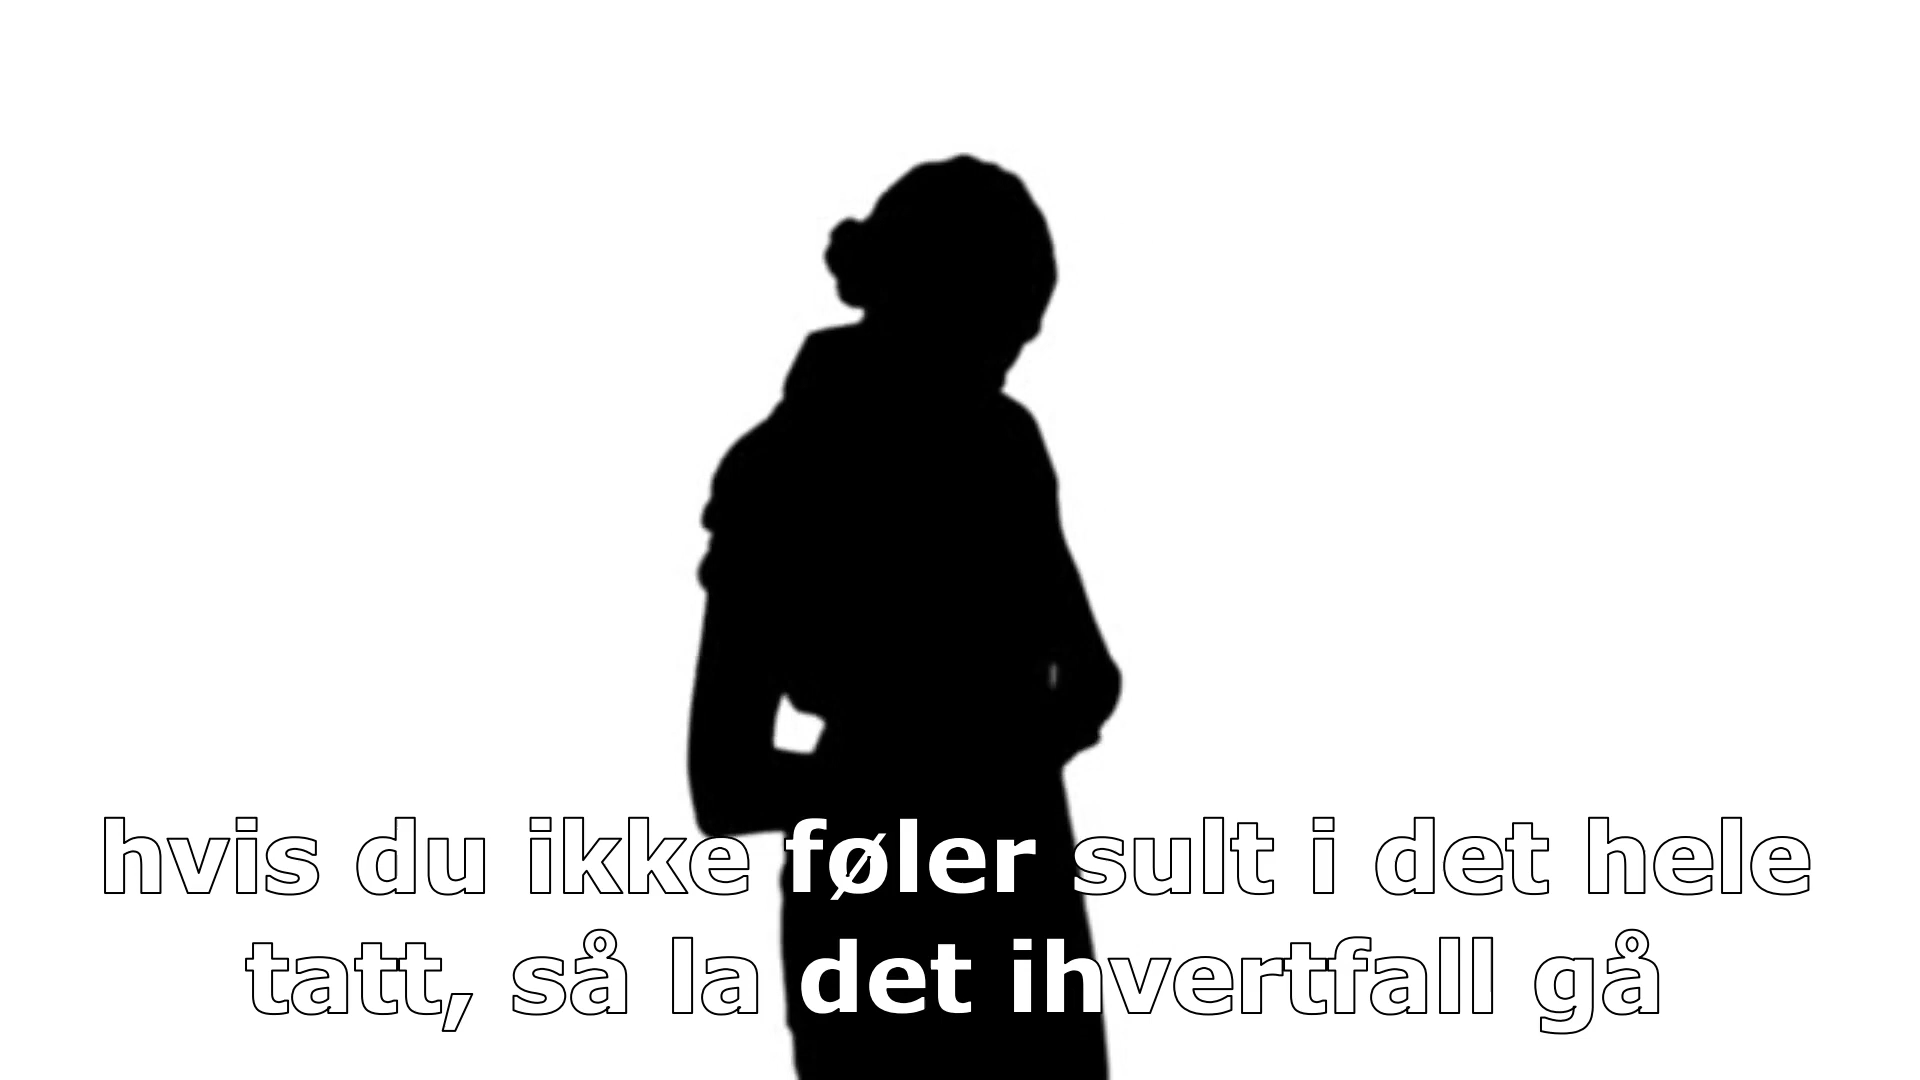 hvis du ikke føler sult i det hele
tatt, så la det ihvertfall gå